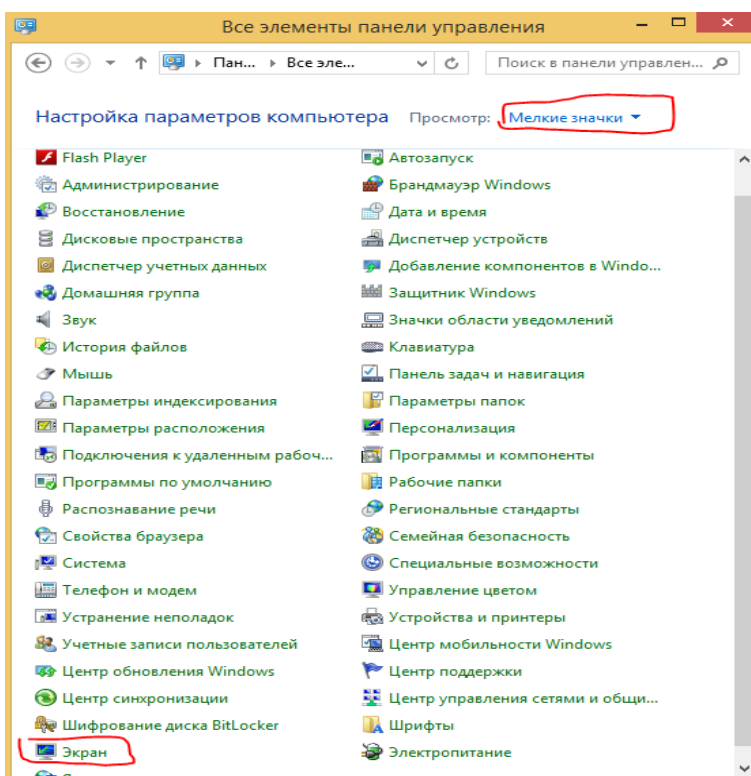 Все элементы панели управления
Пан... Все эле... Поиск в панели управлен...
Настройка параметров компьютера Просмотр: Мелкие значки
Flash Player Автозапуск
Администрирование Брандмауэр Windows
Восстановление Дата и время
Дисковые пространства Диспетчер устройств
Диспетчер учетных данных Добавление компонентов в Windo...
Домашняя группа Защитник Windows
Звук Значки области уведомлений
История файлов Клавиатура
Мышь Панель задач и навигация
Параметры индексирования Параметры папок
Параметры расположения Персонализация
Подключения к удаленным рабоч... Программы и компоненты
Программы по умолчанию Рабочие папки
Распознавание речи Региональные стандарты
Свойства браузера Семейная безопасность
Система Специальные возможности
Телефон и модем Управление цветом
Устранение неполадок Устройства и принтеры
Учетные записи пользователей Центр мобильности Windows
Центр обновления Windows Центр поддержки
Центр синхронизации Центр управления сетями и общи...
Шифрование диска BitLocker Шрифты
Экран Электропитание